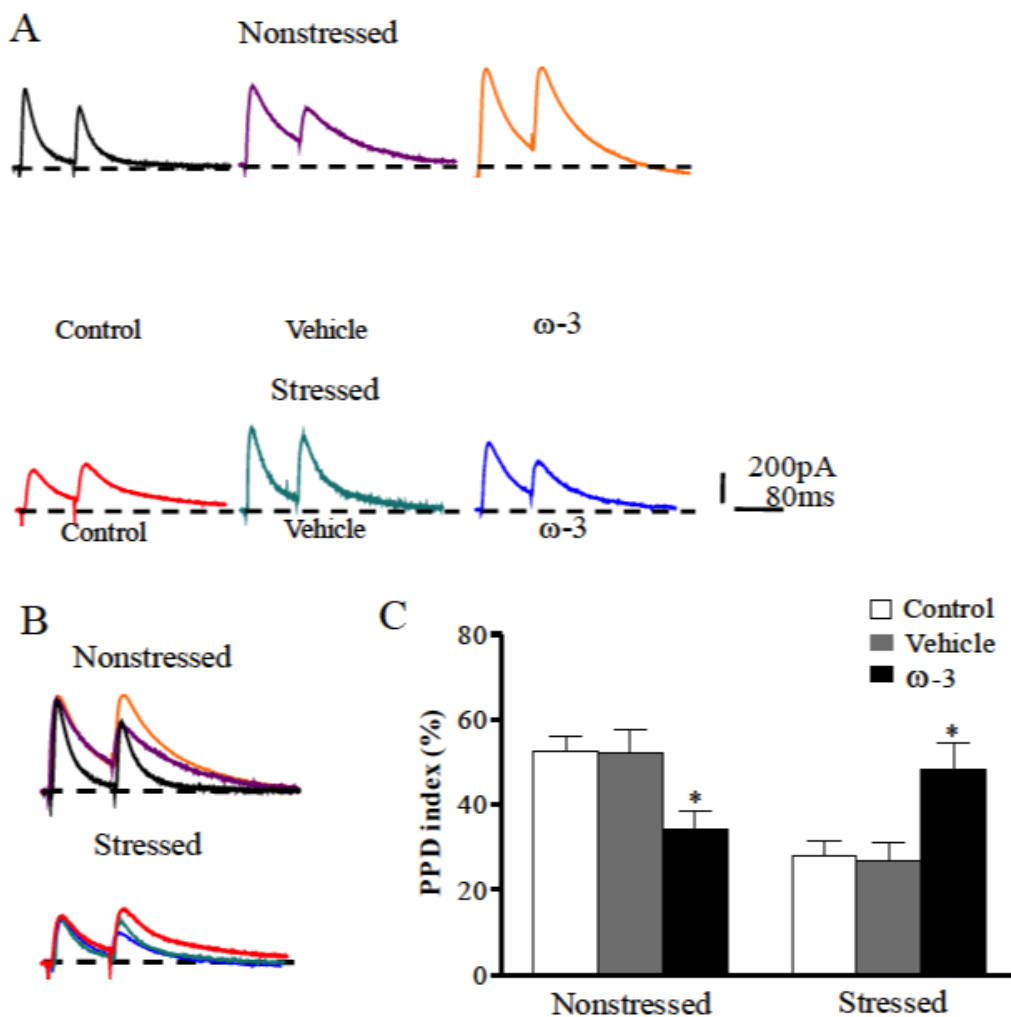 A
Nonstressed
Control
Vehicle
ω-3
Stressed
200pA
80ms
Control
Vehicle
ω-3
B
Nonstressed
Stressed
C
Control
Vehicle
ω-3
PPD index (%)
80
60
40
20
0
*
*
Nonstressed
Stressed